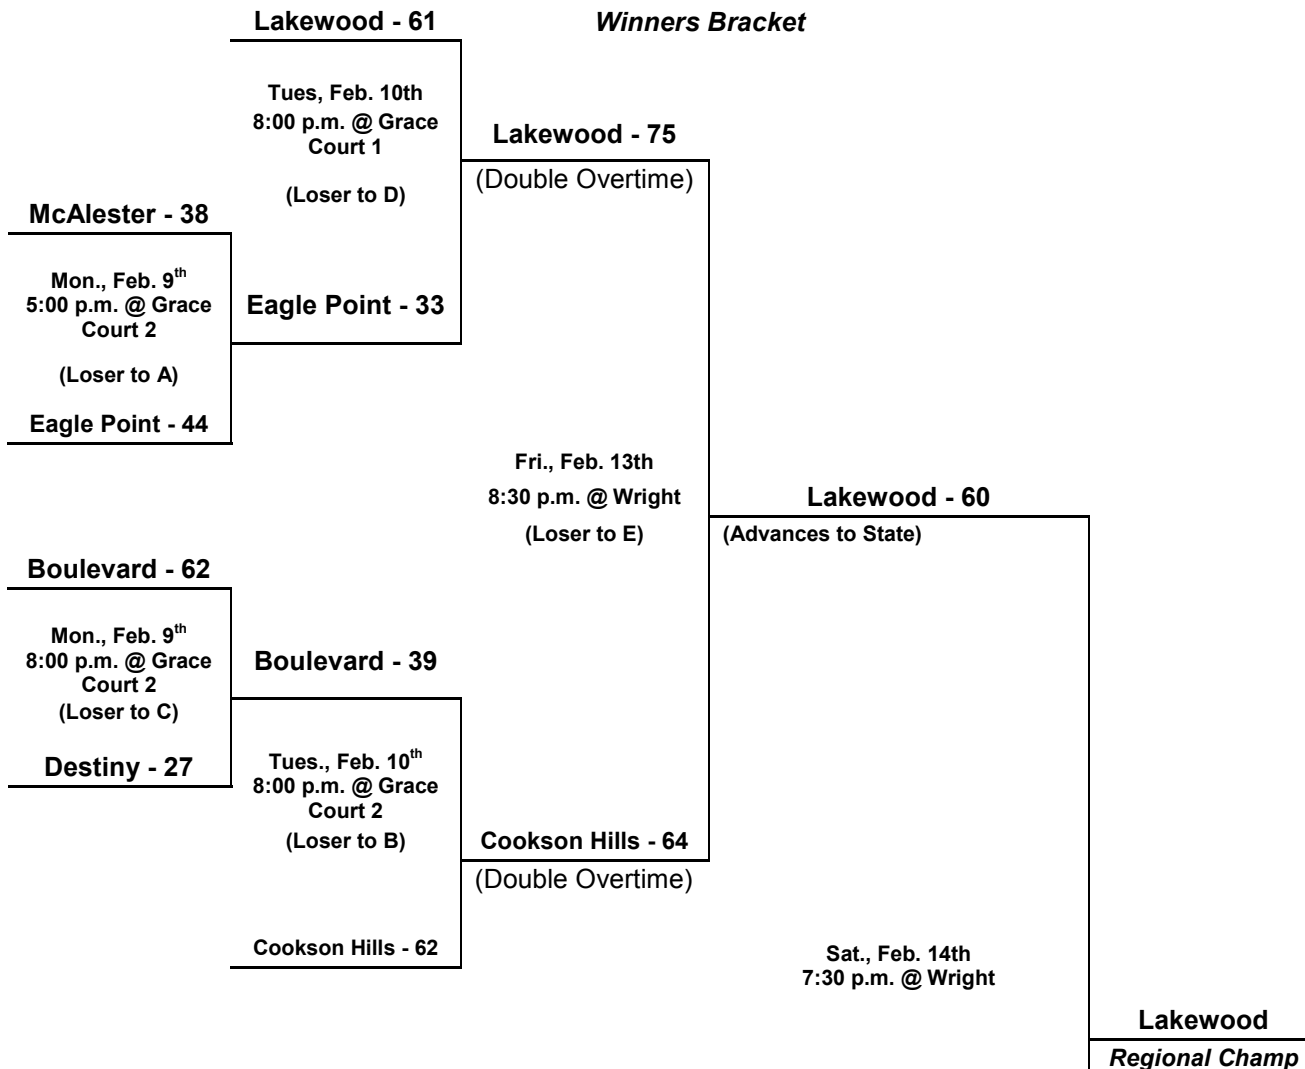 Lakewood - 61
Winners Bracket
Tues, Feb. 10th
8:00 p.m. @ Grace
Court 1
(Loser to D)
Lakewood - 75
(Double Overtime)
McAlester - 38
Mon., Feb. 9th
5:00 p.m. @ Grace
Court 2
(Loser to A)
Eagle Point - 44
Eagle Point - 33
Fri., Feb. 13th
8:30 p.m. @ Wright
(Loser to E)
Lakewood - 60
(Advances to State)
Boulevard - 62
Mon., Feb. 9th
8:00 p.m. @ Grace
Court 2
(Loser to C)
Destiny - 27
Boulevard - 39
Tues., Feb. 10th
8:00 p.m. @ Grace
Court 2
(Loser to B)
Cookson Hills - 62
Cookson Hills - 64
(Double Overtime)
Sat., Feb. 14th
7:30 p.m. @ Wright
Lakewood
Regional Champ